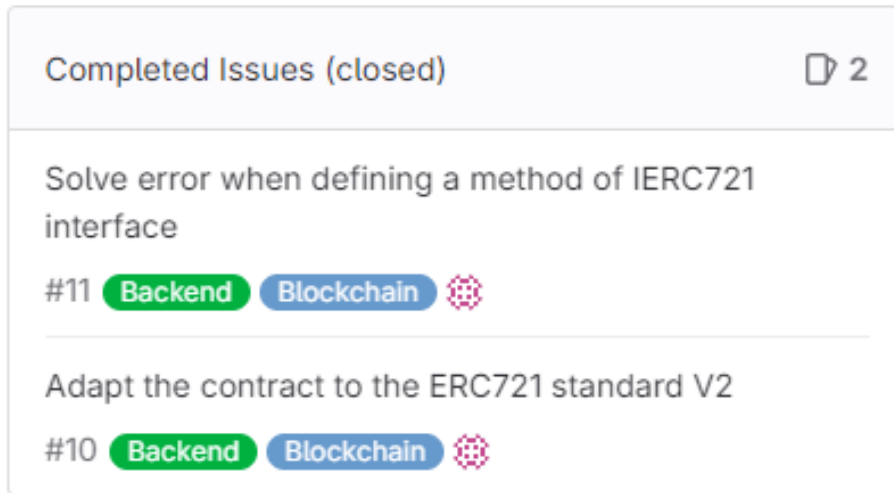 Completed Issues (closed) 2
Solve error when defining a method of IERC721
interface
#11 Backend Blockchain
Adapt the contract to the ERC721 standard V2
#10 Backend Blockchain